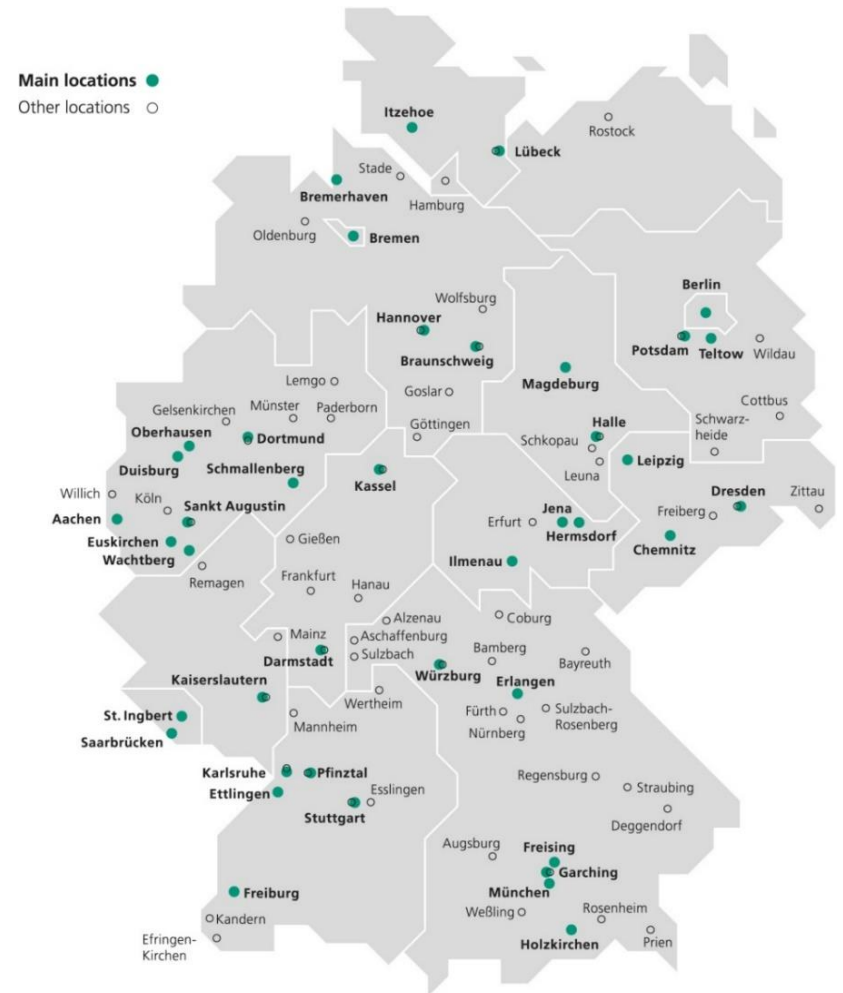 Main locations
Other locations
Itzehoe
Rostock
Lübeck
Stade
Bremerhaven
Hamburg
Oldenburg
Bremen
Berlin
Wolfsburg
Hannover
Potsdam
Teltow
Wildau
Braunschweig
Lemgo
Magdeburg
Goslar
Gelsenkirchen
Münster
Paderborn
Cottbus
Göttingen
Halle
Schwarz-
heide
Oberhausen
Dortmund
Schkopau
Leipzig
Duisburg
Schmallenberg
Leuna
Kassel
Willich
Köln
Dresden
Zittau
Sankt Augustin
Jena
Freiberg
Aachen
Erfurt
Hermsdorf
Euskirchen
Gießen
Chemnitz
Wachtberg
Ilmenau
Remagen
Frankfurt
Hanau
Alzenau
Coburg
Mainz
Aschaffenburg
Bamberg
Darmstadt
Sulzbach
Bayreuth
Würzburg
Kaiserslautern
Erlangen
Wertheim
St. Ingbert
Fürth
Sulzbach-
Rosenberg
Mannheim
Nürnberg
Saarbrücken
Karlsruhe
Pfinztal
Regensburg
Straubing
Ettlingen
Esslingen
Stuttgart
Deggendorf
Augsburg
Freising
Garching
Freiburg
München
Kandern
Weßling
Rosenheim
Efringen-
Kirchen
Holzkirchen
Prien